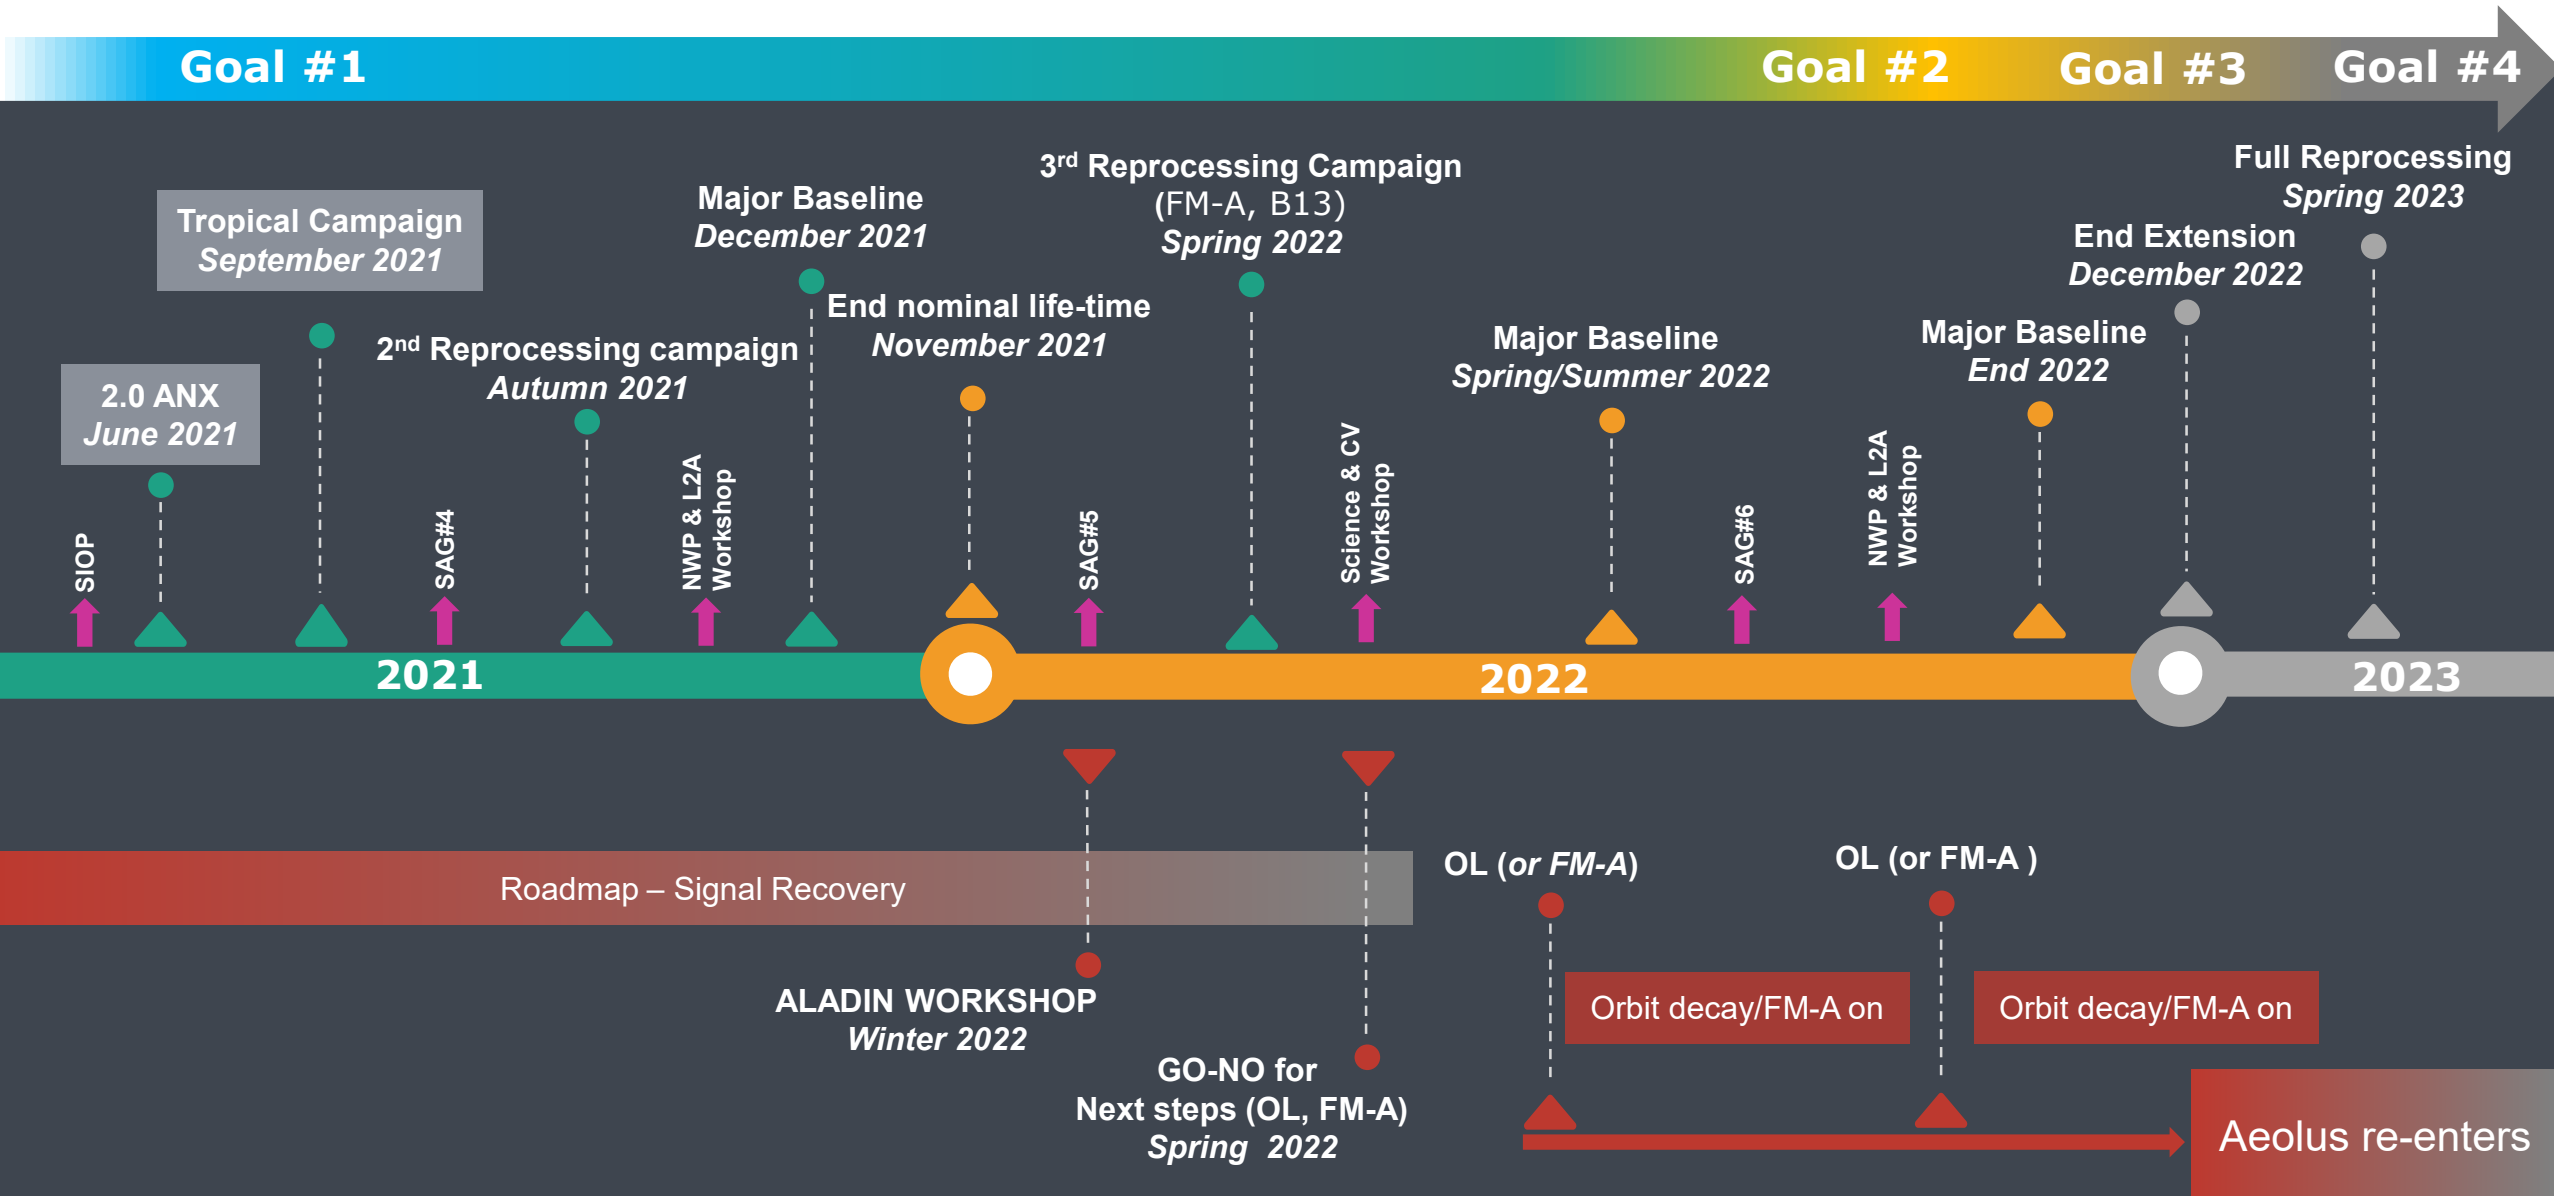 Goal #1
Goal #2
Goal #3
Goal #4
3rd Reprocessing Campaign
(FM-A, B13)
Spring 2022
Full Reprocessing
Spring 2023
Major Baseline
December 2021
Tropical Campaign
September 2021
End Extension
December 2022
End nominal life-time
November 2021
Major Baseline
Spring/Summer 2022
Major Baseline
End 2022
2nd Reprocessing campaign
Autumn 2021
2.0 ANX
June 2021
SIOP
SAG#4
NWP & L2A
Workshop
SAG#5
Science & CV
Workshop
SAG#6
NWP & L2A
Workshop
2021
2022
2023
Roadmap – Signal Recovery
OL (or FM-A)
OL (or FM-A )
ALADIN WORKSHOP
Winter 2022
Orbit decay/FM-A on
Orbit decay/FM-A on
GO-NO for
Next steps (OL, FM-A)
Spring 2022
Aeolus re-enters